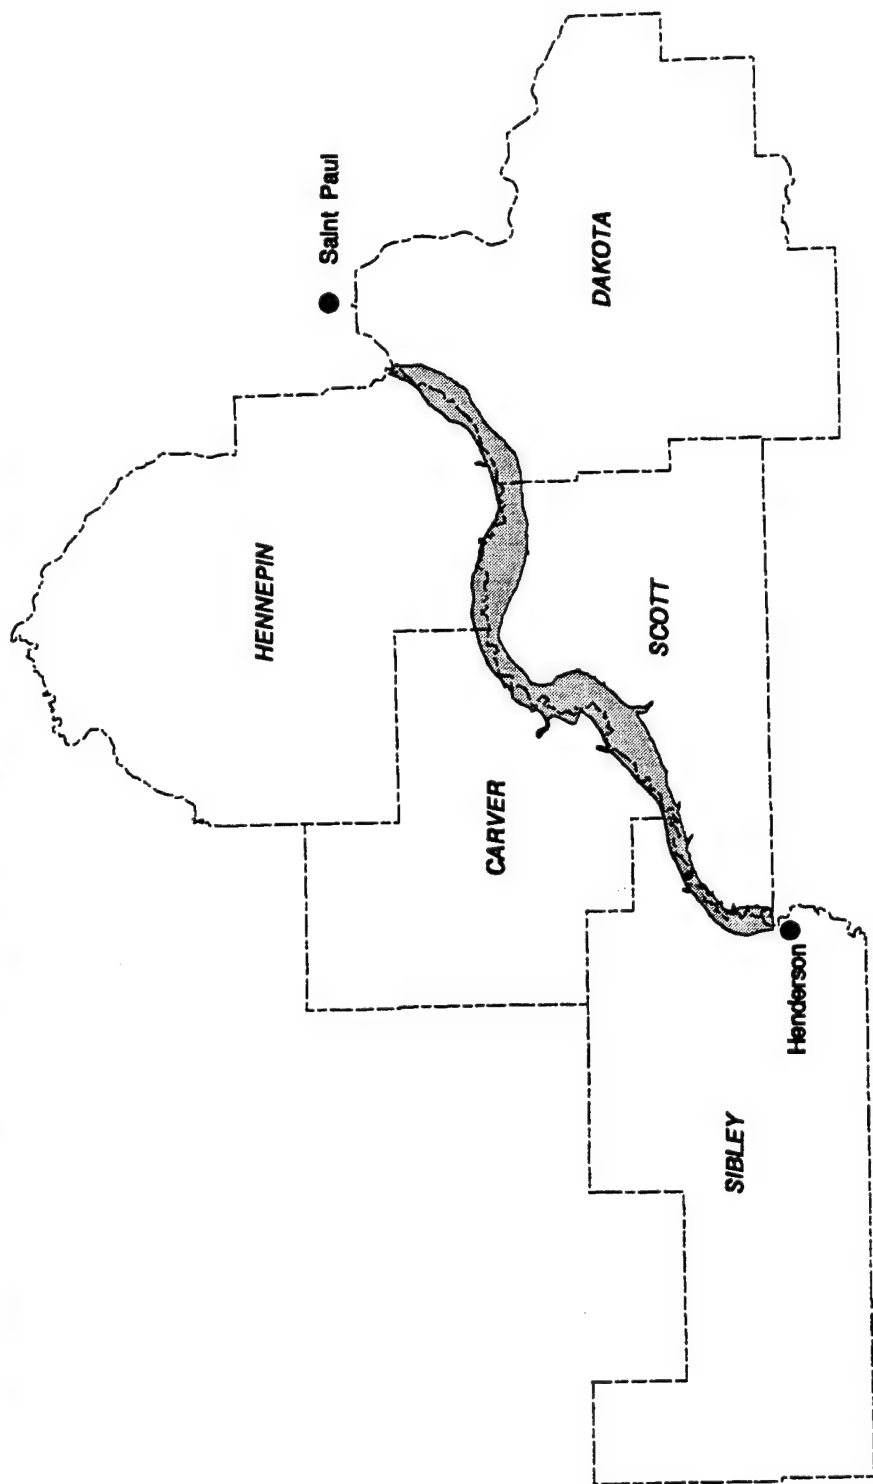 Saint Paul
HENNEPIN
DAKOTA
CARVER
SCOTT
SIBLEY
Henderson